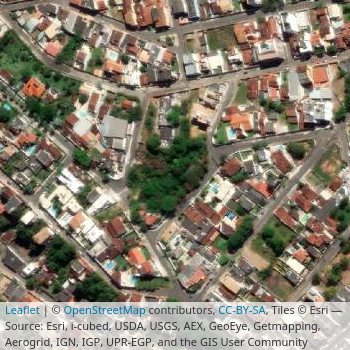 Leaflet | © OpenStreetMap contributors, CC-BY-SA, Tiles © Esri —
Source: Esri, i-cubed, USDA, USGS, AEX, GeoEye, Getmapping,
Aerogrid, IGN, IGP, UPR-EGP, and the GIS User Community